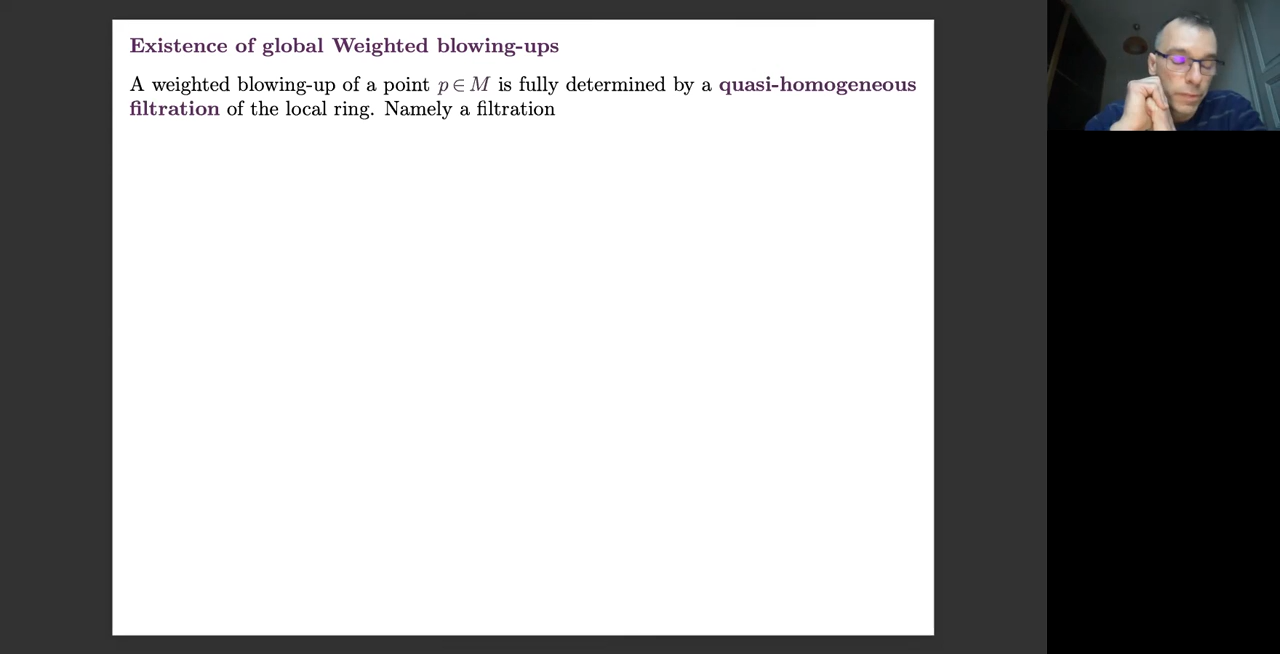 Existence of global Weighted blowing-ups
A weighted blowing-up of a point p ∈ M is fully determined by a quasi-homogeneous
filtration of the local ring. Namely a filtration